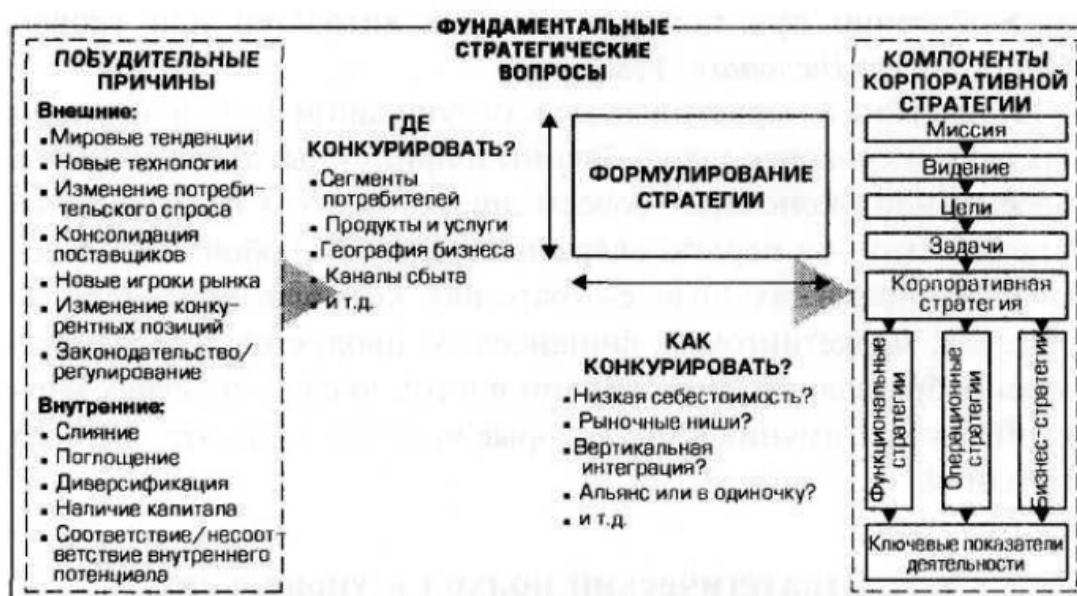 ПОБУДИТЕЛЬНЫЕ
ПРИЧИНЫ
Внешние:
▪ Мировые тенденции
▪ Новые технологии
▪ Изменение потреби-
тельского спроса
▪ Консолидация
поставщиков
▪ Новые игроки рынка
▪ Изменение конку-
рентных позиций
▪ Законодательство/
регулирование
Внутренние:
▪ Слияние
▪ Поглощение
▪ Диверсификация
▪ Наличие капитала
▪ Соответствие/несоот-
ветствие внутреннего
потенциала
ФУНДАМЕНТАЛЬНЫЕ
СТРАТЕГИЧЕСКИЕ
ВОПРОСЫ
ГДЕ
КОНКУРИРОВАТЬ?
▪ Сегменты
потребителей
▪ Продукты и услуги
▪ География бизнеса
▪ Каналы сбыта
▪ и т.д.
ФОРМУЛИРОВАНИЕ
СТРАТЕГИИ
КАК
КОНКУРИРОВАТЬ?
▪ Низкая себестоимость?
▪ Рыночные ниши?
▪ Вертикальная
интеграция?
▪ Альянс или в одиночку?
▪ и т.д.
КОМПОНЕНТЫ
КОРПОРАТИВНОЙ
СТРАТЕГИИ
Миссия
Видение
Цели
Задачи
Корпоративная
стратегия
Функциональные
стратегии
Операционные
стратегии
Бизнес-стратегии
Ключевые показатели
деятельности